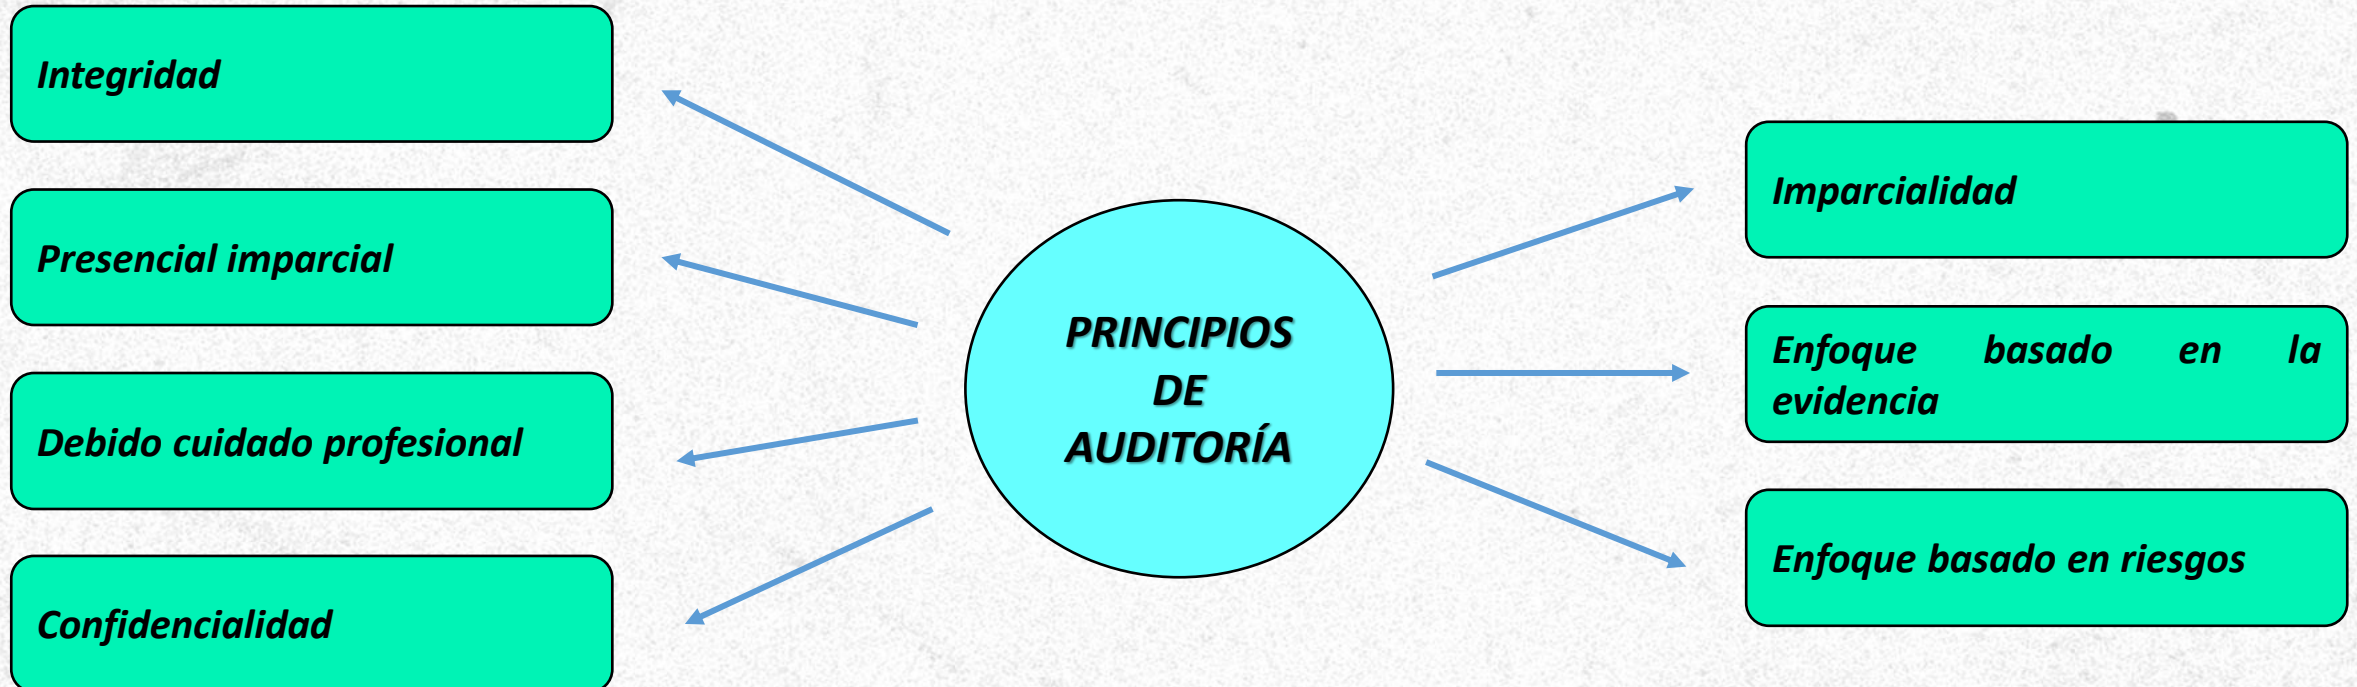 Integridad
Presencial imparcial
Debido cuidado profesional
Confidencialidad
PRINCIPIOS
DE
AUDITORÍA
Imparcialidad
Enfoque basado en la
evidencia
Enfoque basado en riesgos